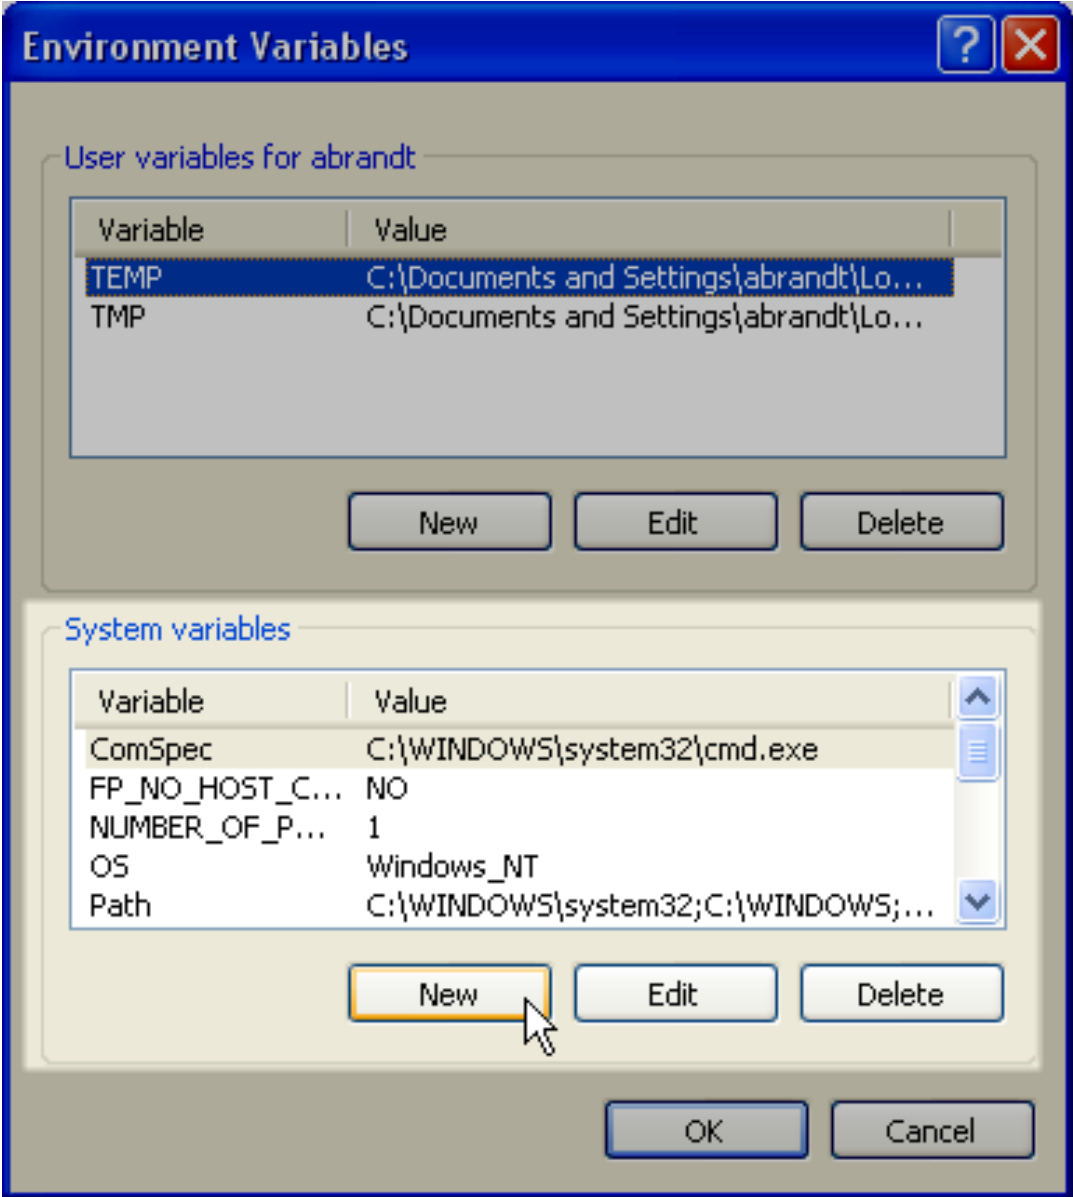 Environment Variables
User variables for abrandt
Variable Value
TEMP C:\Documents and Settings\abrandt\Lo...
TMP C:\Documents and Settings\abrandt\Lo...
New Edit Delete
System variables
Variable Value
ComSpec C:\WINDOWS\system32\cmd.exe
FP_NO_HOST_C... NO
NUMBER_OF_P... 1
OS Windows_NT
Path C:\WINDOWS\system32;C:\WINDOWS;...
New Edit Delete
OK Cancel